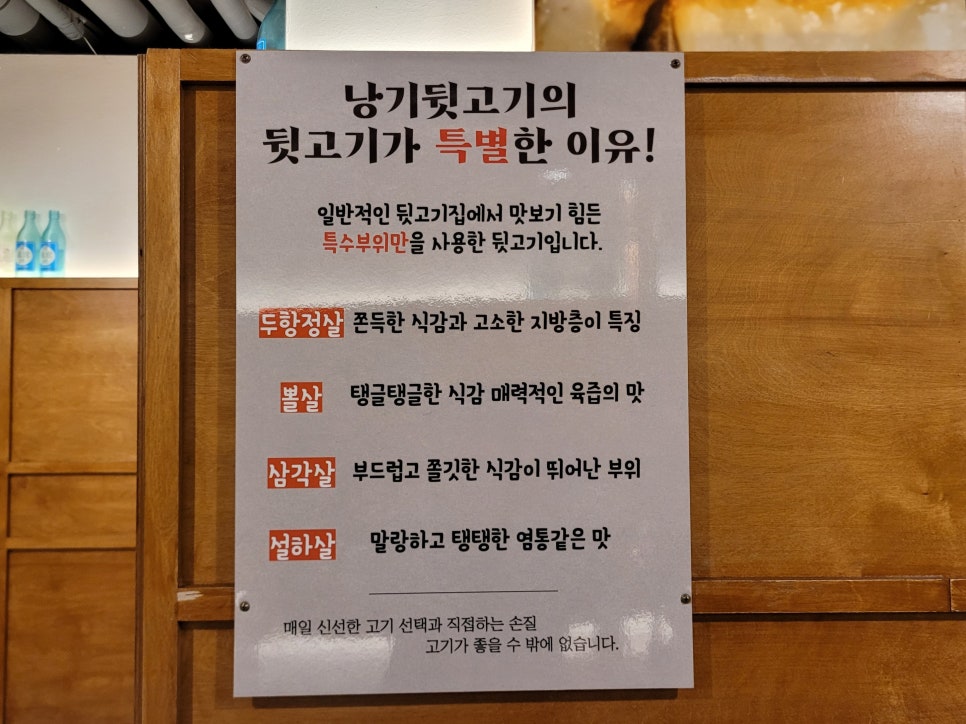 낭기뒷고기의
뒷고기가 특별한 이유!
일반적인 뒷고기집에서 맛보기 힘든
특수부위만을 사용한 뒷고기입니다.
두항정살 쫀득한 식감과 고소한 지방층이 특징
뽈살 탱글탱글한 식감 매력적인 육즙의 맛
삼각살 부드럽고 쫄깃한 식감이 뛰어난 부위
설하살 말랑하고 탱탱한 염통같은 맛
매일 신선한 고기 선택과 직접하는 손질
고기가 좋을 수 밖에 없습니다.